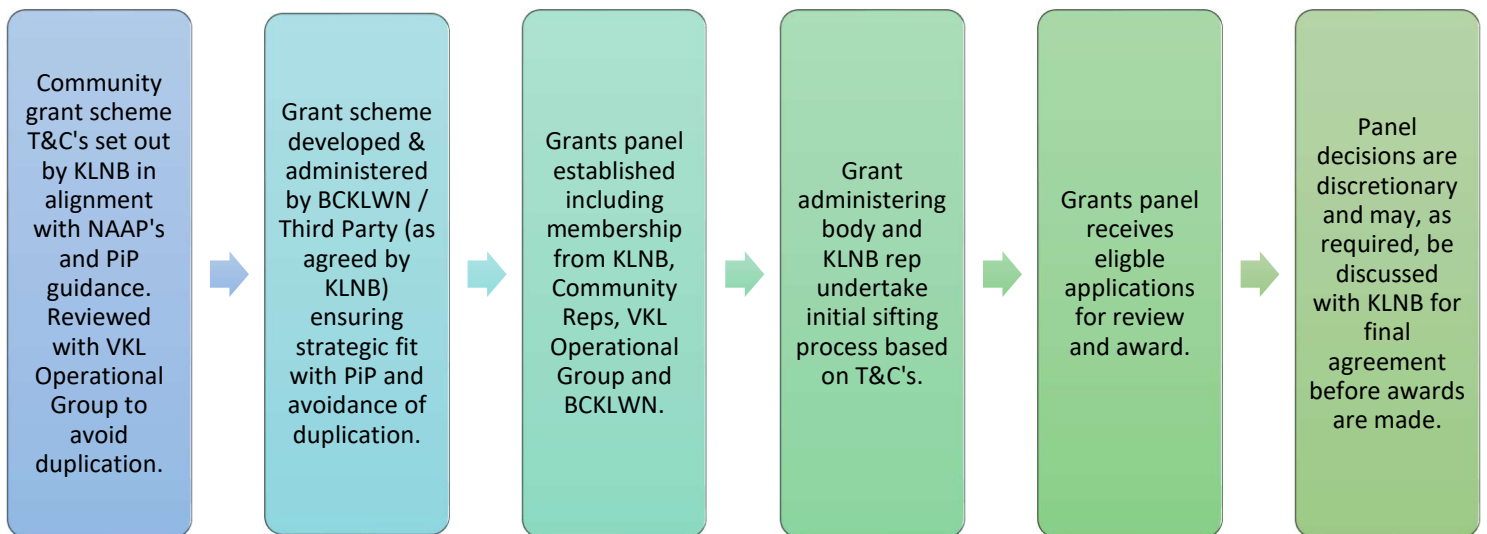 Community
grant scheme
T&C's set out
by KLNB in
alignment
with NAAP's
and PiP
guidance.
Reviewed
with VKL
Operational
Group to
avoid
duplication.
Grant scheme
developed &
administered
by BCKLWN /
Third Party (as
agreed by
KLNB)
ensuring
strategic fit
with PiP and
avoidance of
duplication.
Grants panel
established
including
membership
from KLNB,
Community
Reps, VKL
Operational
Group and
BCKLWN.
Grant
administering
body and
KLNB rep
undertake
initial sifting
process based
on T&C's.
Grants panel
receives
eligble
applications
for review
and award.
Panel
decisions are
discretionary
and may, as
required, be
discussed
with KLNB for
final
agreement
before awards
are made.